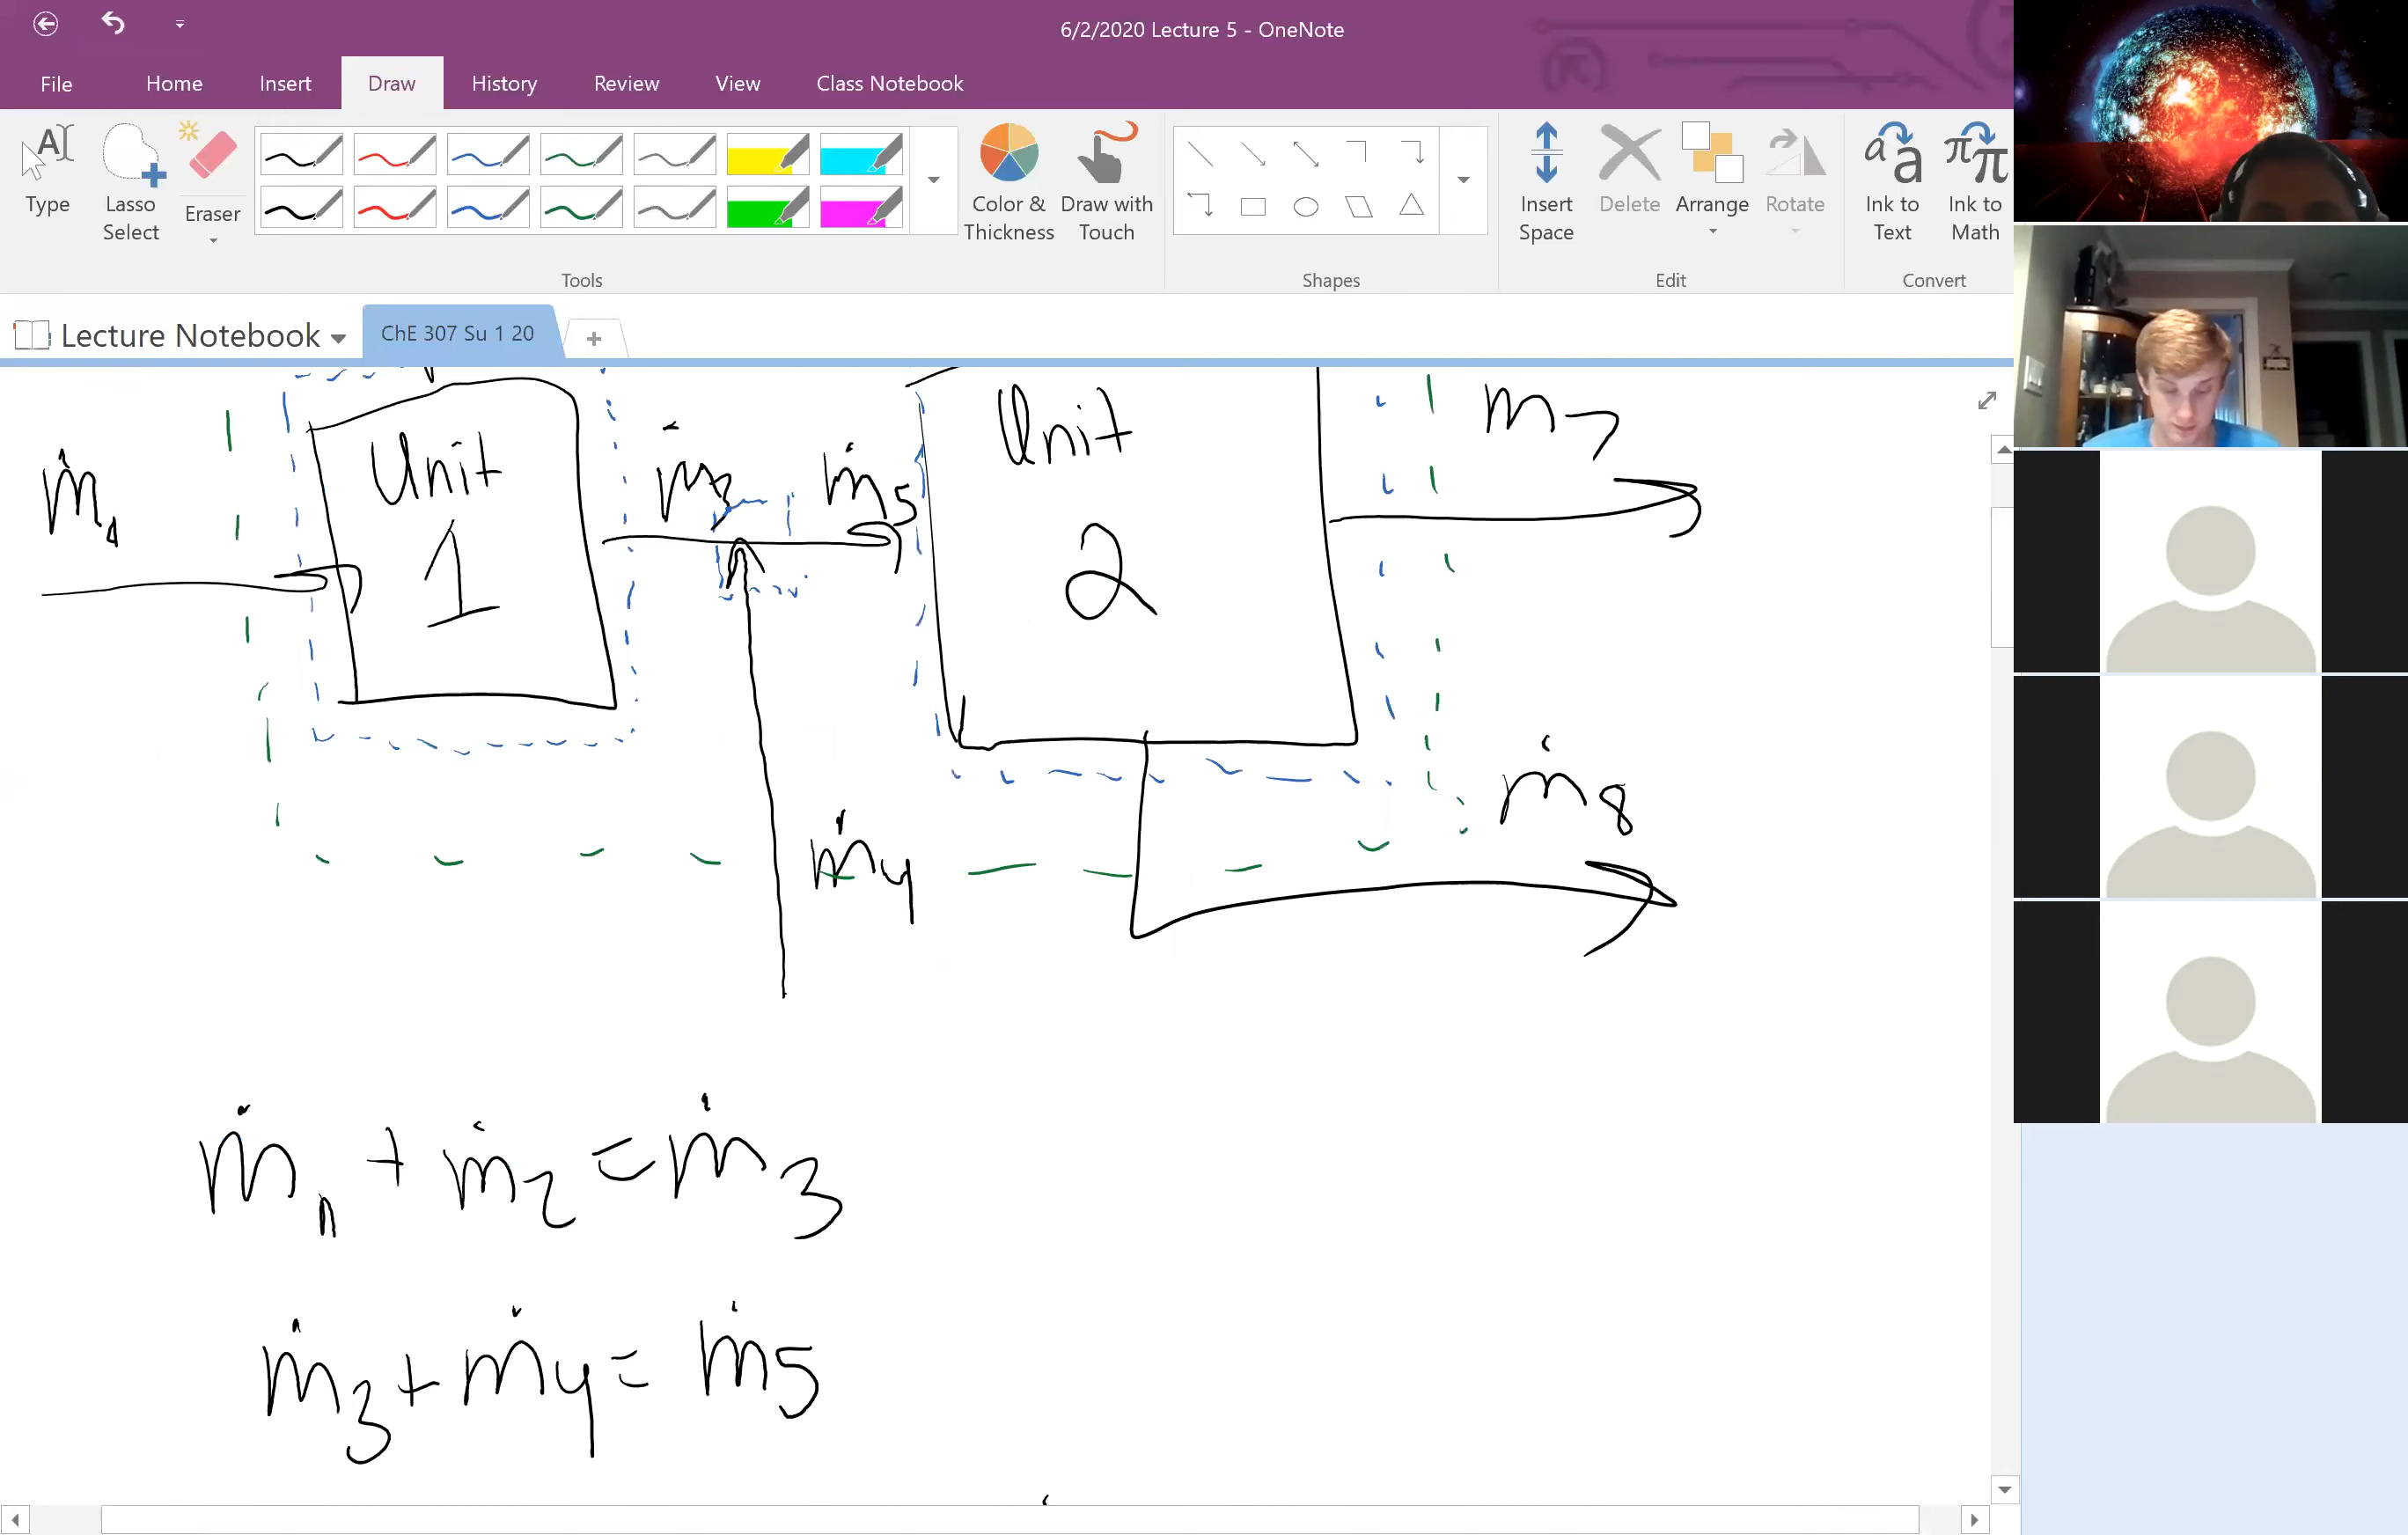 6/2/2020 Lecture 5 - OneNote
File Home Insert Draw History Review View Class Notebook
Type
Lasso Select
Eraser
Color & Thickness
Draw with Touch
Insert Space
Delete
Arrange
Rotate
Ink to Text
Ink to Math
Tools
Shapes
Edit
Convert
Lecture Notebook
ChE 307 Su 1 20
ṁ1
Unit 1
ṁ3
ṁ5
Unit 2
m7
ṁ4
ṁ8
ṁ1 + ṁ2 = ṁ3
ṁ3 + ṁ4 = ṁ5